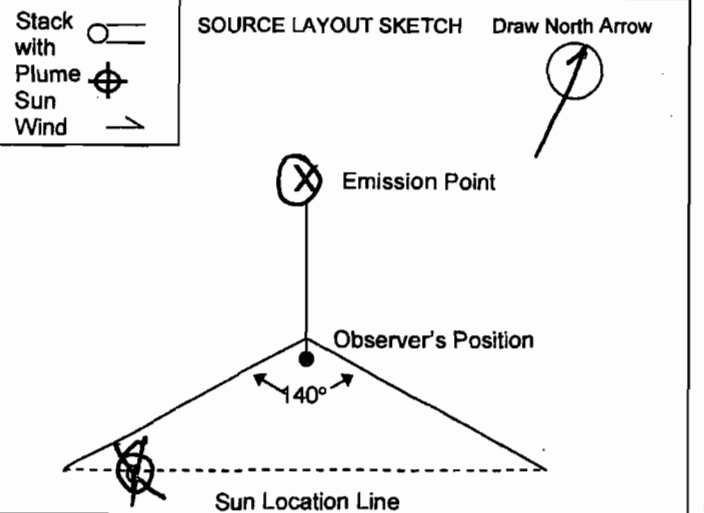 Stack
with
Plume
Sun
Wind
SOURCE LAYOUT SKETCH
Draw North Arrow
X
Emission Point
Observer's Position
140°
Sun Location Line